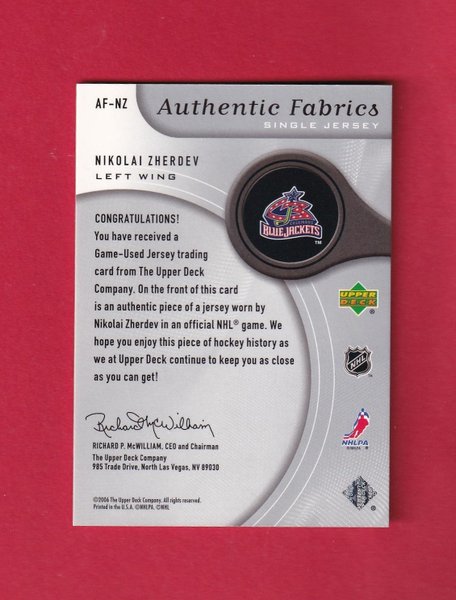 AF-NZ
Authentic Fabrics
SINGLE JERSEY
NIKOLAI ZHERDEV
LEFT WING
BLUE JACKETS
TM
CONGRATULATIONS!
You have received a
Game-Used Jersey trading
card from The Upper Deck
Company. On the front of this card
is an authentic piece of a jersey worn by
Nikolai Zherdev in an official NHL® game. We
hope you enjoy this piece of hockey history as
we at Upper Deck continue to keep you as close
as you can get!
UPPER
DECK
®
NHL
NHLPA
Richard McWilliam
RICHARD P. McWILLIAM, CEO and Chairman
The Upper Deck Company
985 Trade Drive, North Las Vegas, NV 89030
©2006 The Upper Deck Company. All rights reserved.
Printed in the U.S.A. ©NHLPA. ©NHL
®